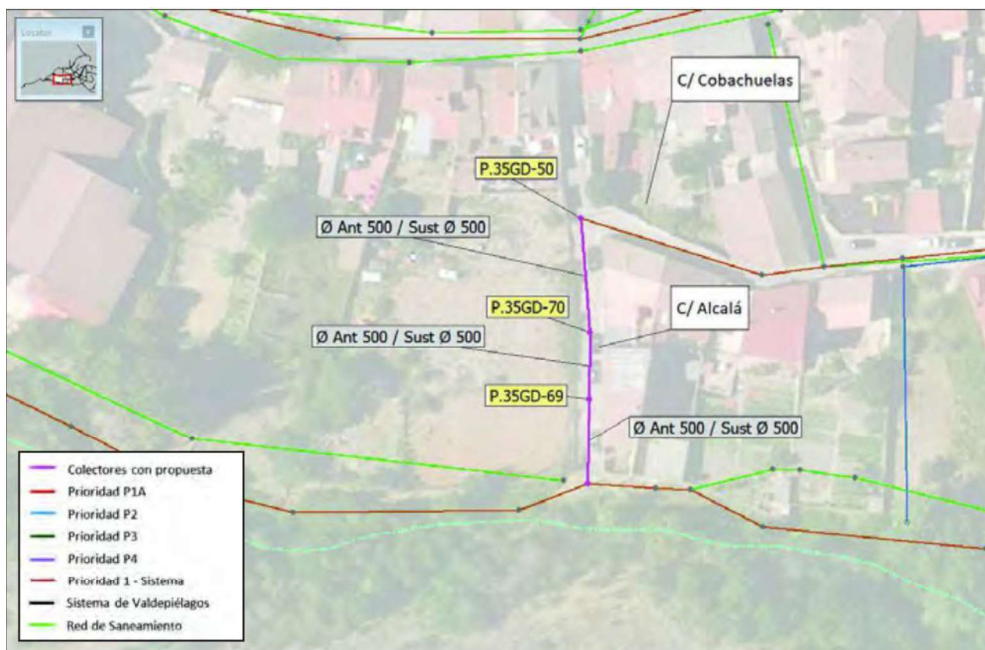 Locator
x
C/ Cobachuelas
P.35GD-50
Ø Ant 500 / Sust Ø 500
P.35GD-70
C/ Alcalá
Ø Ant 500 / Sust Ø 500
P.35GD-69
Ø Ant 500 / Sust Ø 500
Colectores con propuesta
Prioridad P1A
Prioridad P2
Prioridad P3
Prioridad P4
Prioridad 1 - Sistema
Sistema de Valdepiélagos
Red de Saneamiento